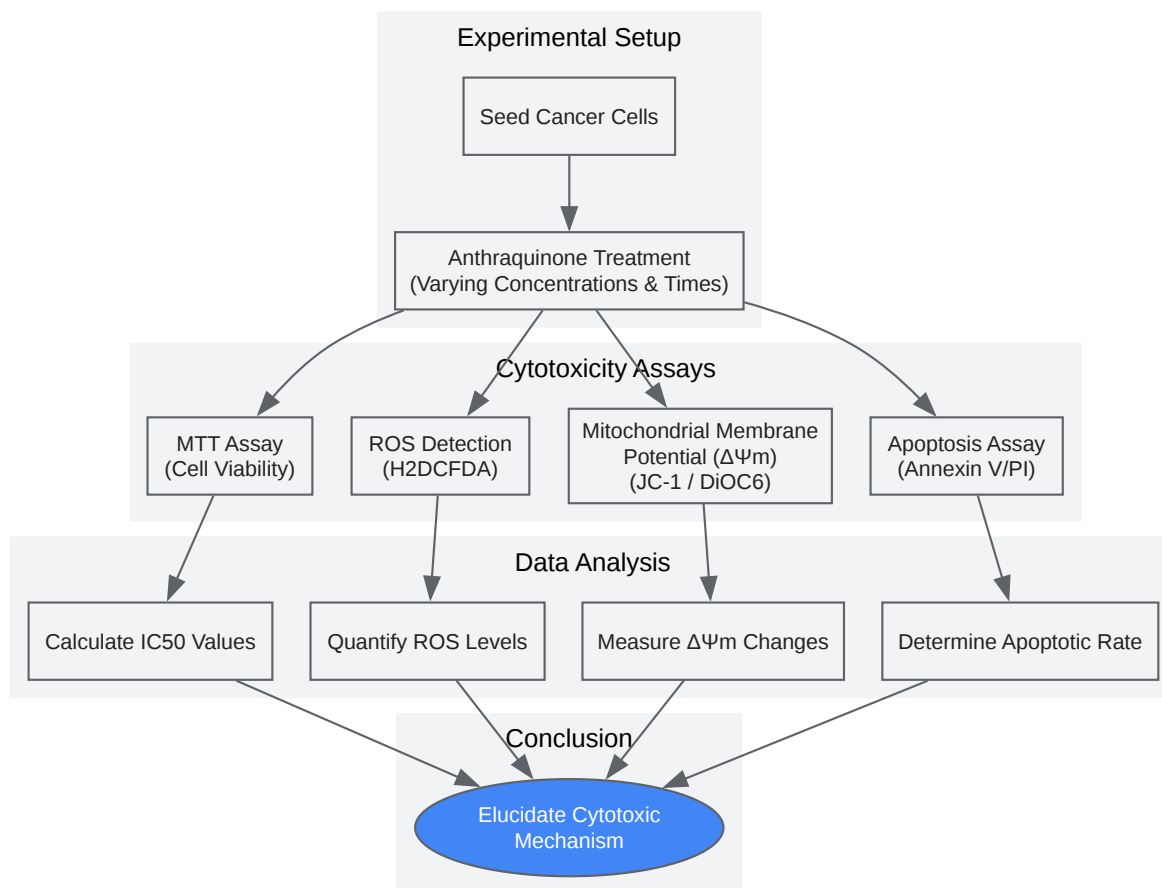 Experimental Setup
Seed Cancer Cells
Anthraquinone Treatment
(Varying Concentrations & Times)
Cytotoxicity Assays
MTT Assay
(Cell Viability)
ROS Detection
(H2DCFDA)
Mitochondrial Membrane
Potential (ΔΨm)
(JC-1 / DiOC6)
Apoptosis Assay
(Annexin V/PI)
Data Analysis
Calculate IC50 Values
Quantify ROS Levels
Measure ΔΨm Changes
Determine Apoptotic Rate
Conclusion
Elucidate Cytotoxic
Mechanism